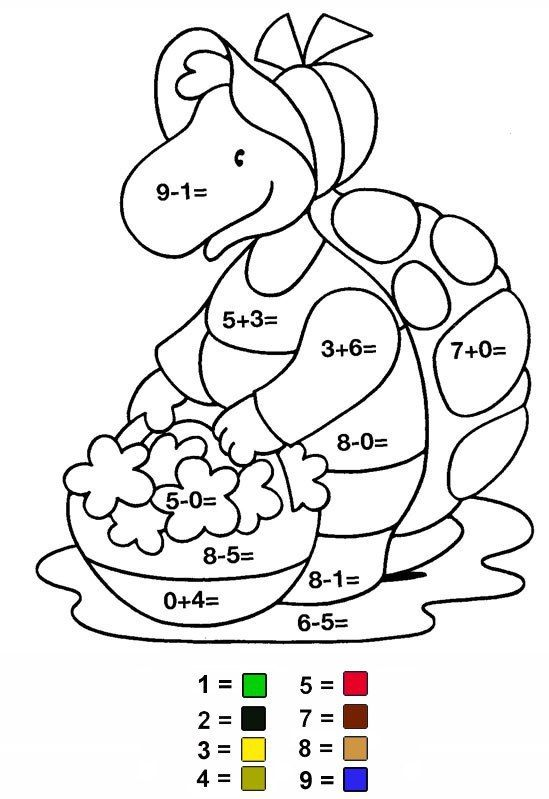 9-1=
5+3=
3+6=
7+0=
8-0=
5-0=
8-5=
8-1=
0+4=
6-5=
1 = 5 =
2 = 7 =
3 = 8 =
4 = 9 =